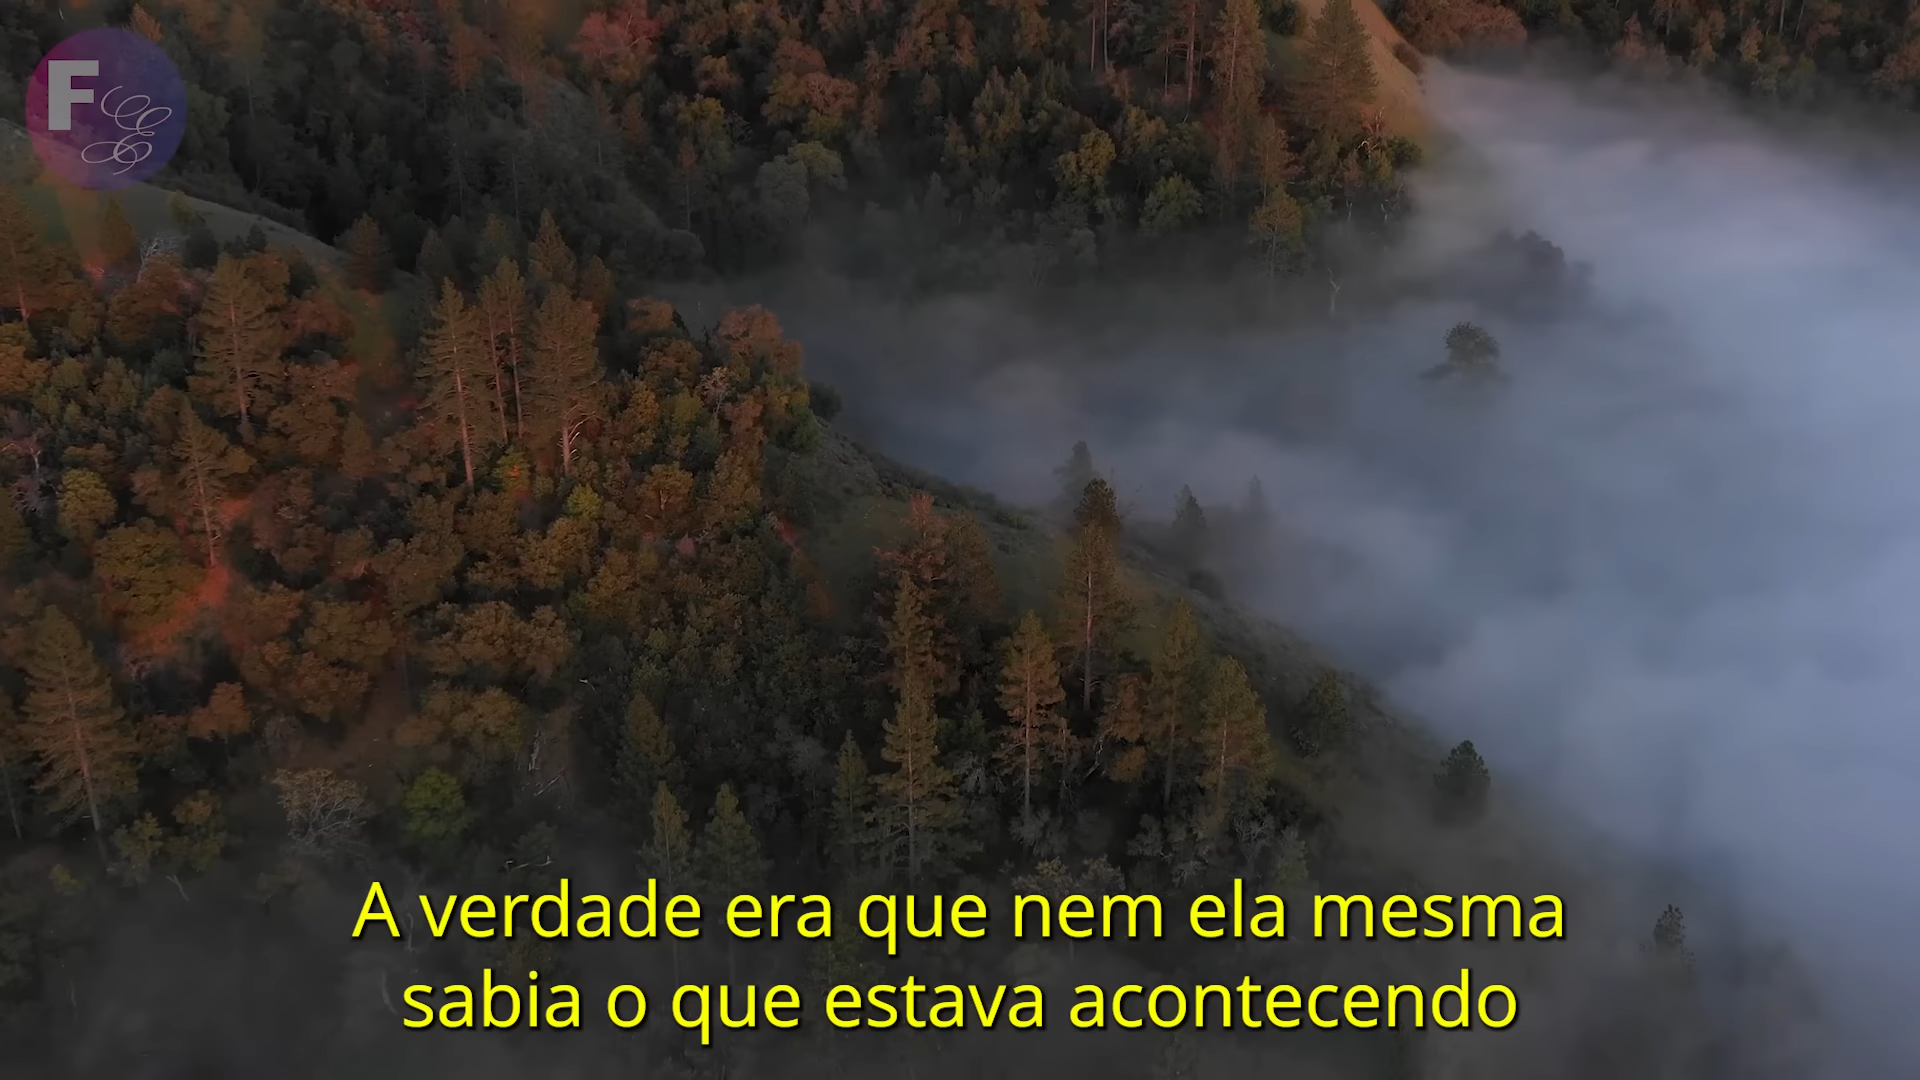 F
A verdade era que nem ela mesma
sabia o que estava acontecendo